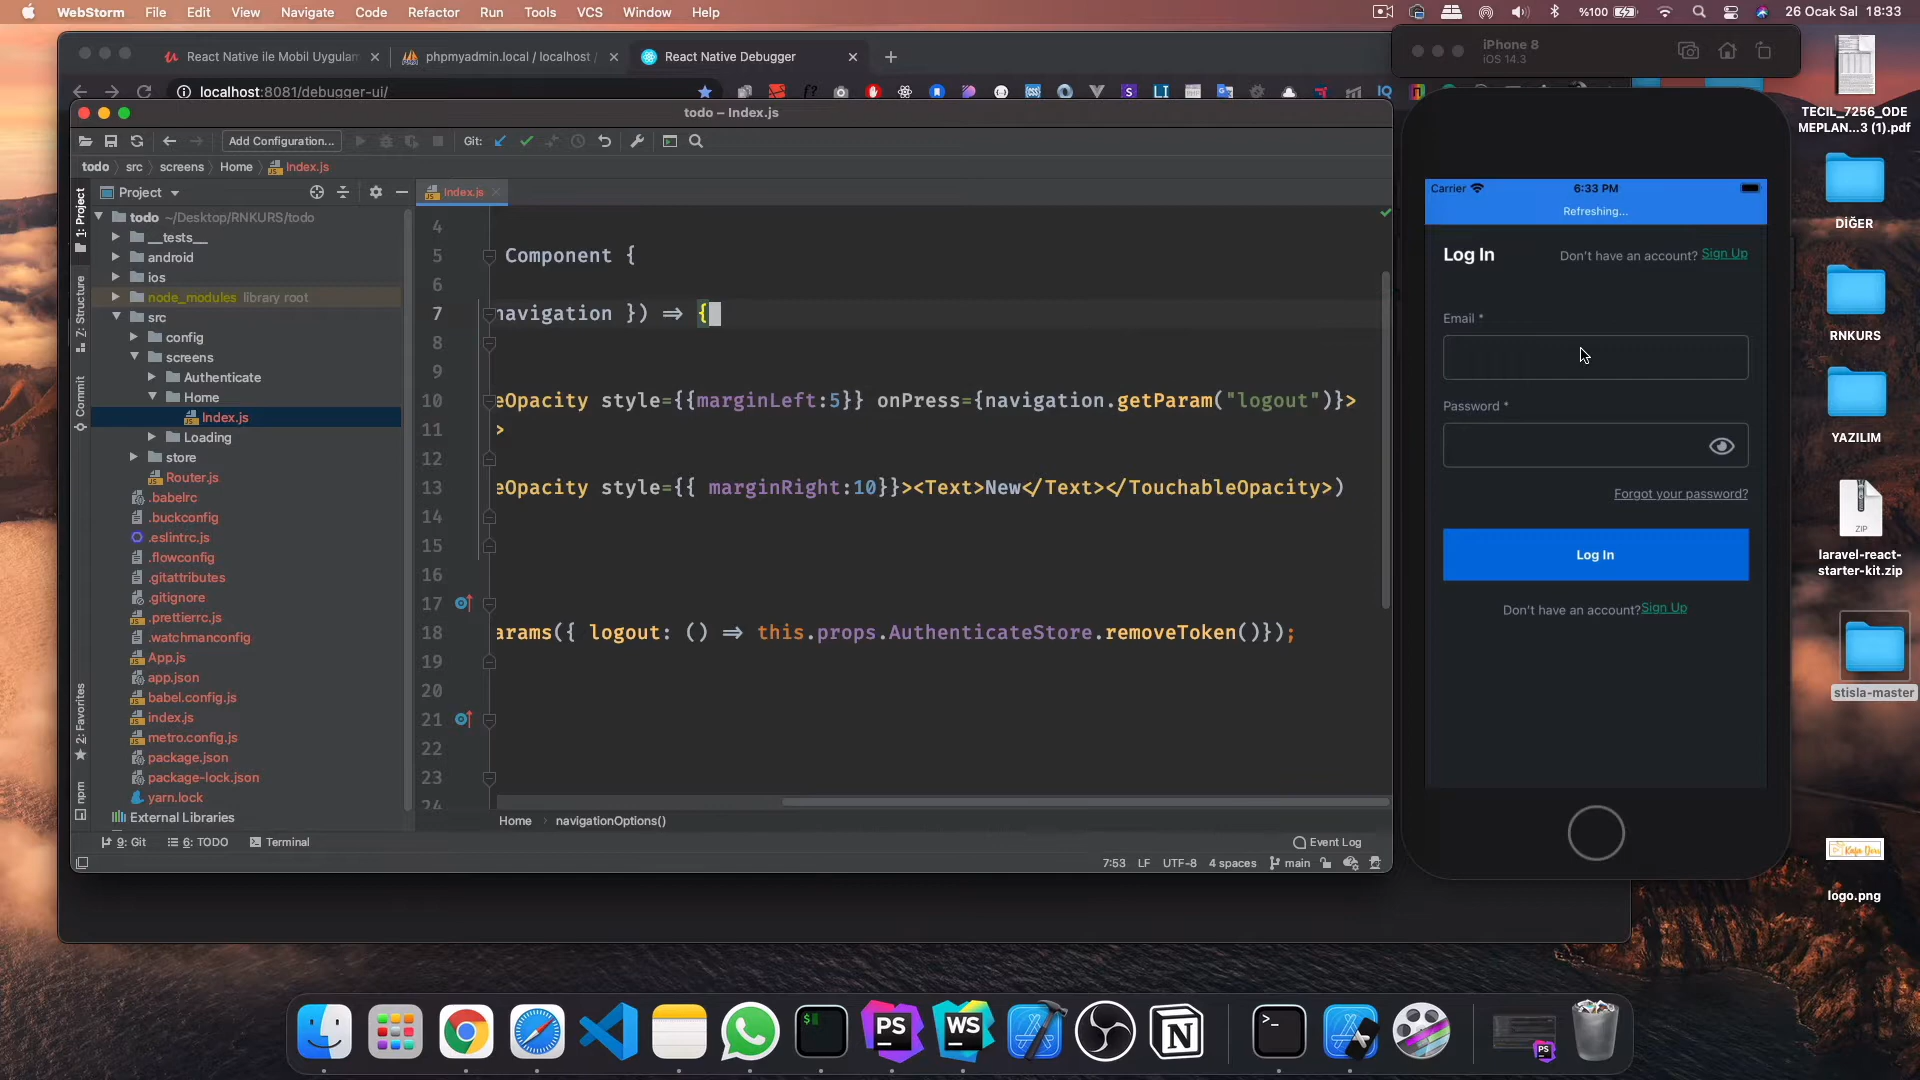 WebStorm File Edit View Navigate Code Refactor Run Tools VCS Window Help
%100 26 Ocak Sal 18:33
React Native ile Mobil Uygulam
phpmyadmin.local / localhost /
React Native Debugger
localhost:8081/debugger-ui/
todo – Index.js
Add Configuration...
Git:
todo src screens Home Index.js
Project
Index.js
1: Project
Z: Structure
Commit
2: Favorites
npm
todo ~/Desktop/RNKURS/todo
__tests__
android
ios
node_modules library root
src
config
screens
Authenticate
Home
Index.js
Loading
store
Router.js
.babelrc
.buckconfig
.eslintrc.js
.flowconfig
.gitattributes
.gitignore
.prettierrc.js
.watchmanconfig
App.js
app.json
babel.config.js
index.js
metro.config.js
package.json
package-lock.json
yarn.lock
External Libraries
4
5 Component {
6
7 navigation }) => {
8
9
10 eOpacity style={{marginLeft:5}} onPress={navigation.getParam("logout")}>
11 >
12
13 eOpacity style={{ marginRight:10}}><Text>New</Text></TouchableOpacity>)
14
15
16
17
18 arams({ logout: () => this.props.AuthenticateStore.removeToken()});
19
20
21
22
23
24
Home navigationOptions()
9: Git 6: TODO Terminal Event Log
7:53 LF UTF-8 4 spaces main
iPhone 8
iOS 14.3
Carrier 6:33 PM
Refreshing...
Log In Don't have an account? Sign Up
Email *
Password *
Forgot your password?
Log In
Don't have an account?Sign Up
TECIL_7256_ODE
MEPLAN...3 (1).pdf
DİĞER
RNKURS
YAZILIM
ZIP
laravel-react-
starter-kit.zip
stisla-master
logo.png
PS
WS